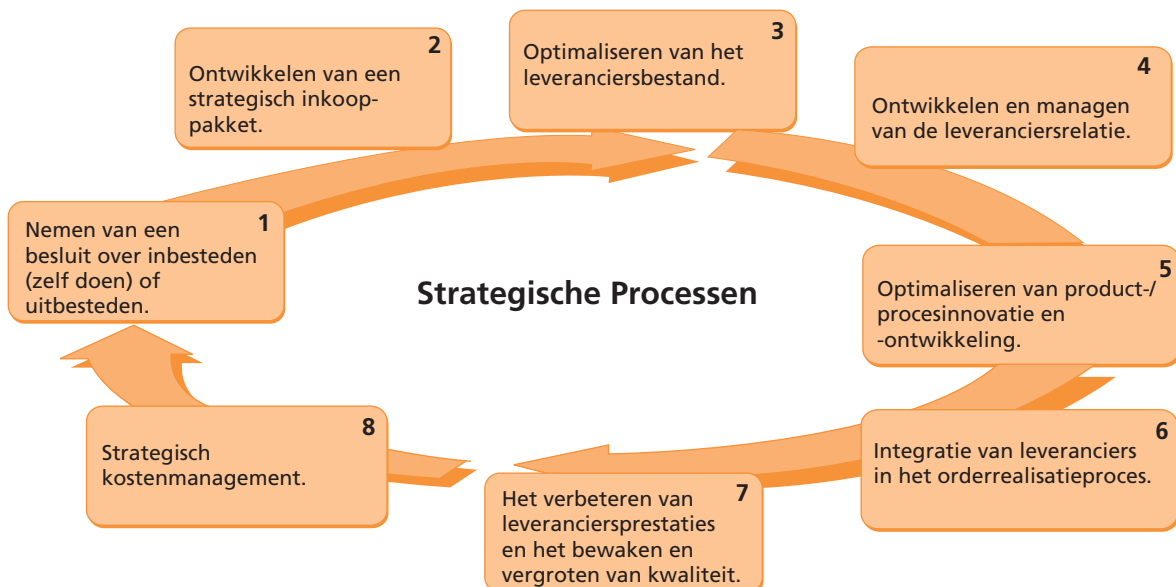 1
Nemen van een
besluit over inbesteden
(zelf doen) of
uitbesteden.
2
Ontwikkelen van een
strategisch inkoop-
pakket.
3
Optimaliseren van het
leveranciersbestand.
4
Ontwikkelen en managen
van de leveranciersrelatie.
5
Optimaliseren van product-/
procesinnovatie en
-ontwikkeling.
6
Integratie van leveranciers
in het orderrealisatieproces.
7
Het verbeteren van
leveranciersprestaties
en het bewaken en
vergroten van kwaliteit.
8
Strategisch
kostenmanagement.
Strategische Processen